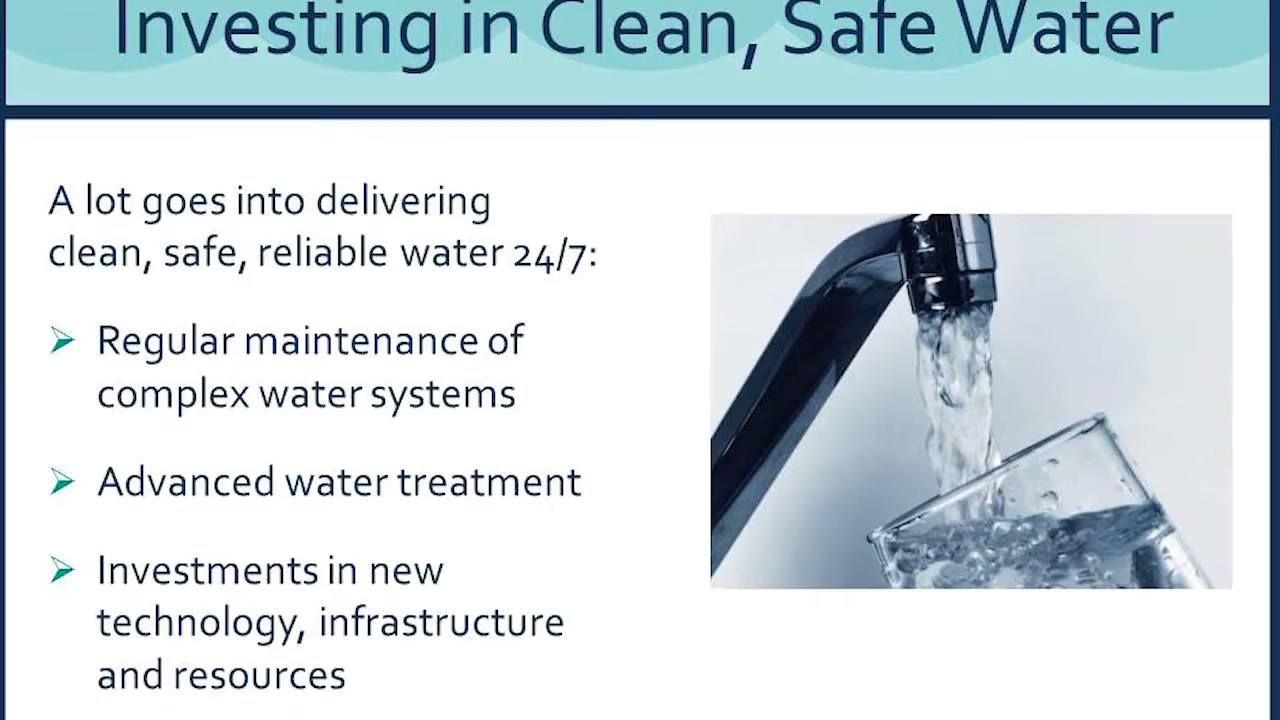 Investing in Clean, Safe Water
A lot goes into delivering
clean, safe, reliable water 24/7:
Regular maintenance of
complex water systems
Advanced water treatment
Investments in new
technology, infrastructure
and resources